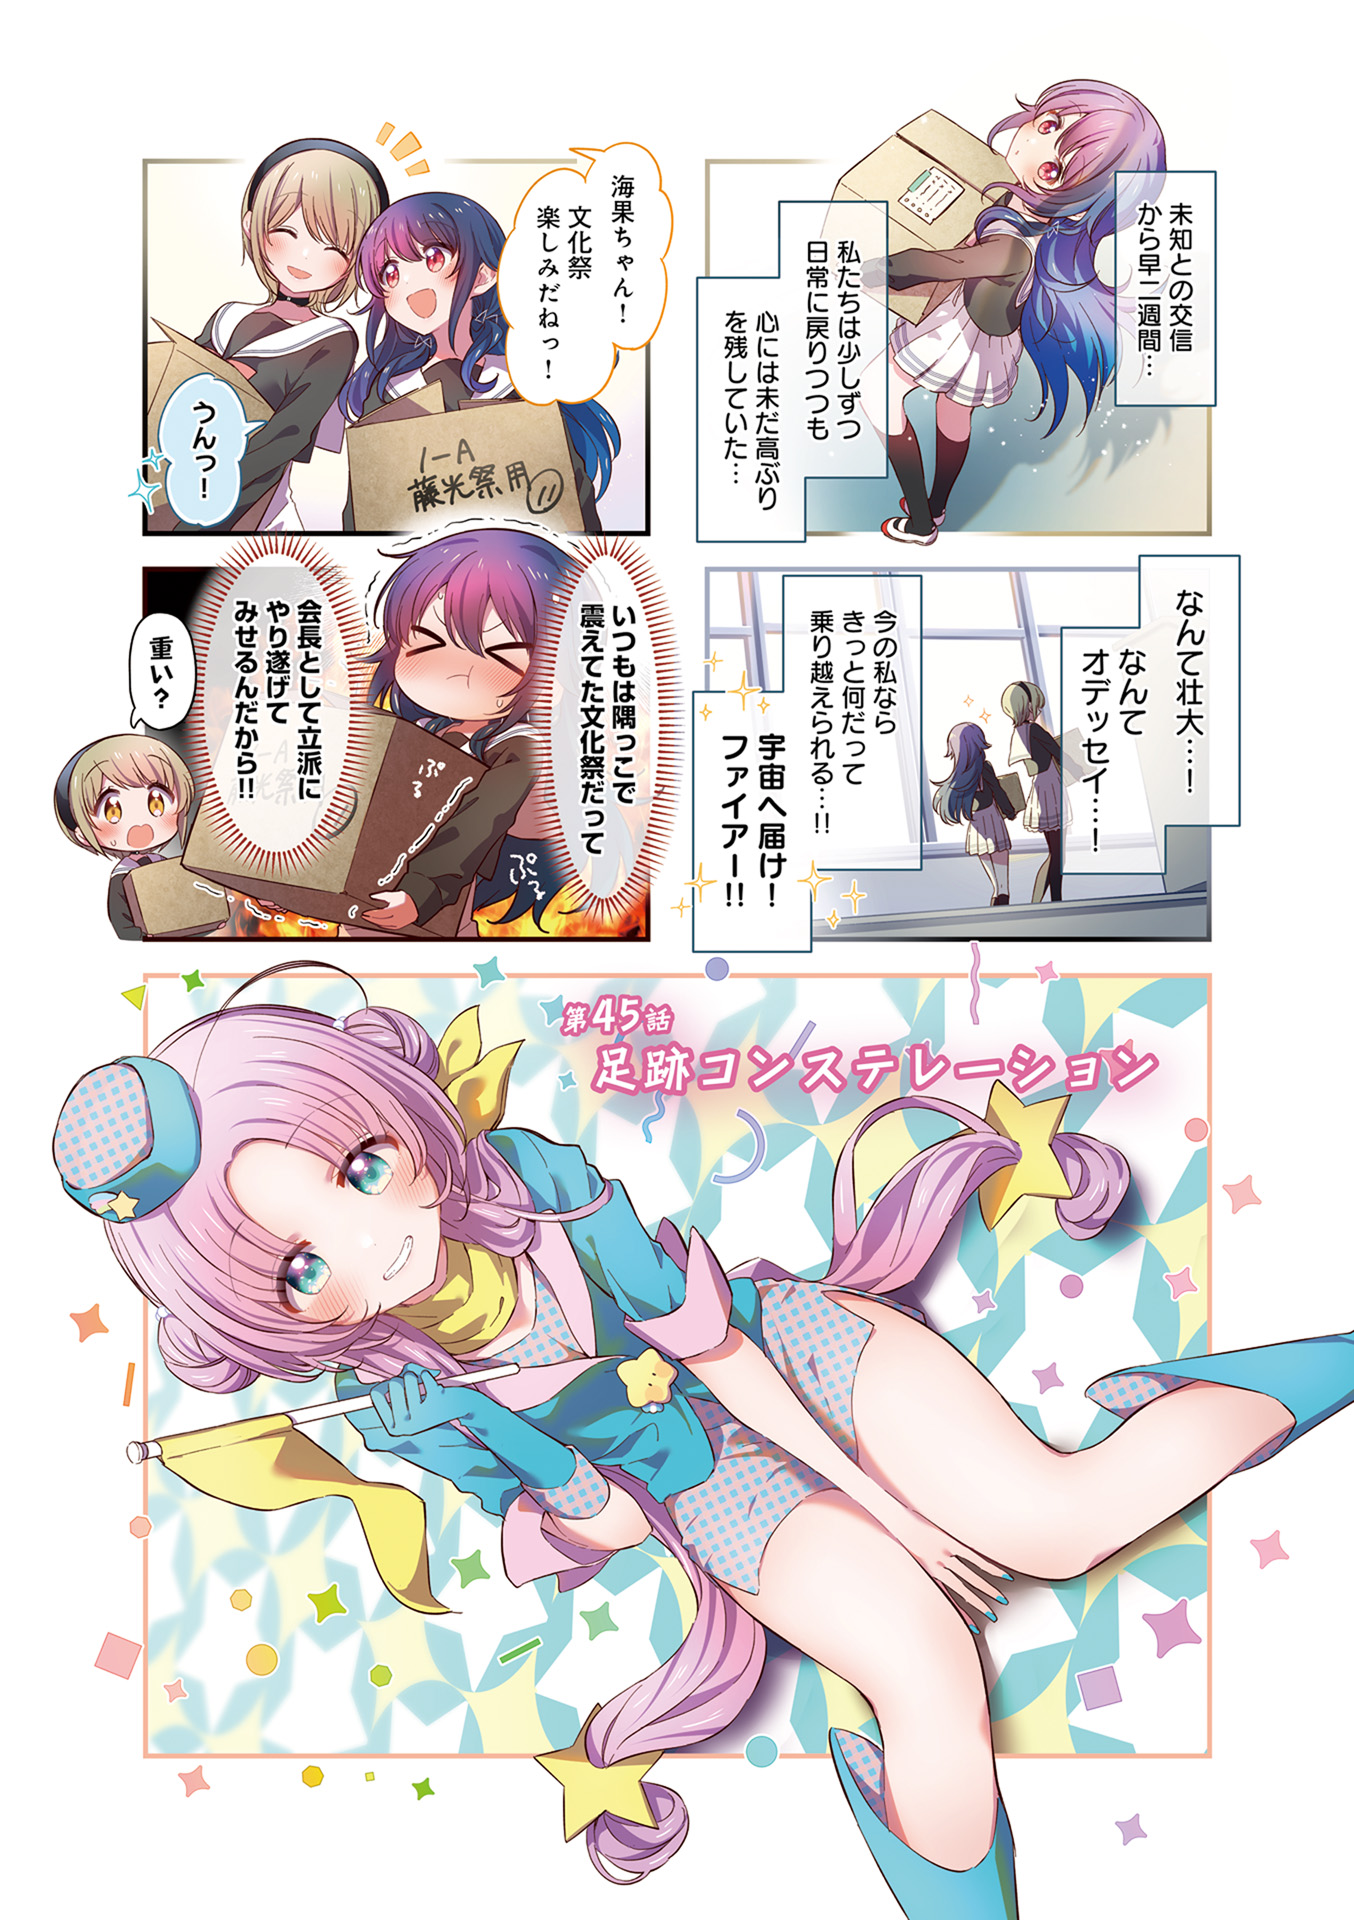 未知との交信
から早二週間…
私たちは少しずつ
日常に戻りつつも
心には未だ高ぶり
を残していた…
なんて壮大…！
なんて
オデッセイ…！
今の私なら
きっと何だって
乗り越えられる…!!
宇宙へ届け！
ファイアー!!
海果ちゃん！
文化祭
楽しみだねっ！
うんっ！
1-A
藤光祭用
11
いつもは隅っこで
震えてた文化祭だって
会長として立派に
やり遂げて
みせるんだから!!
1-A
藤光祭
ぷる
ぷる
重い？
第45話
足跡コンステレーション